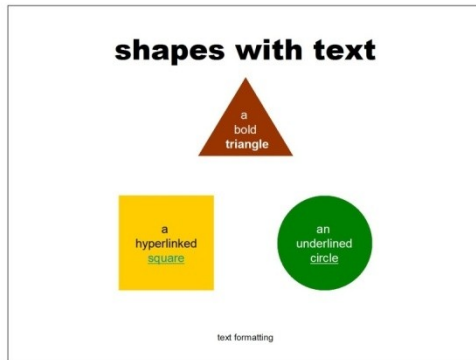 shapes with text
a
bold
triangle
a
hyperlinked
square
an
underlined
circle
text formatting